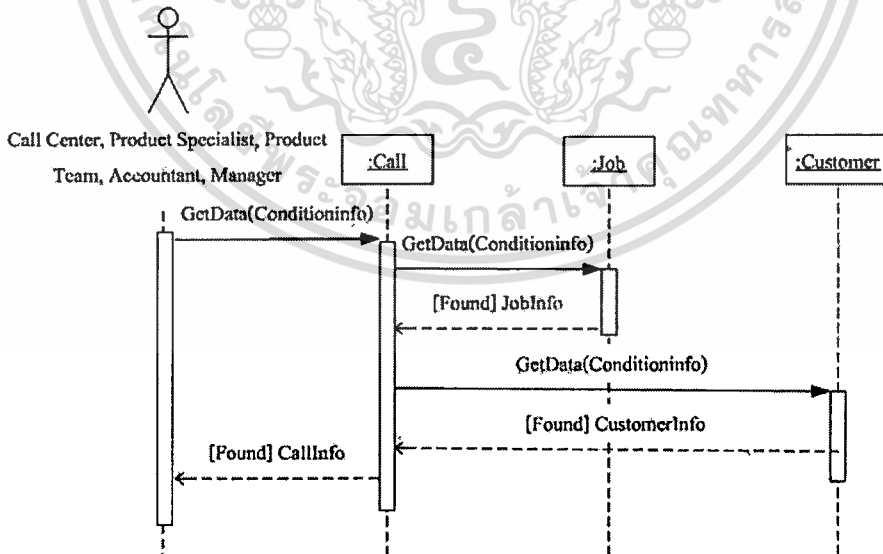 Call Center, Product Specialist, Product
Team, Accountant, Manager
:Call
:Job
:Customer
GetData(Conditioninfo)
GetData(Conditioninfo)
[Found] JobInfo
GetData(Conditioninfo)
[Found] CustomerInfo
[Found] CallInfo